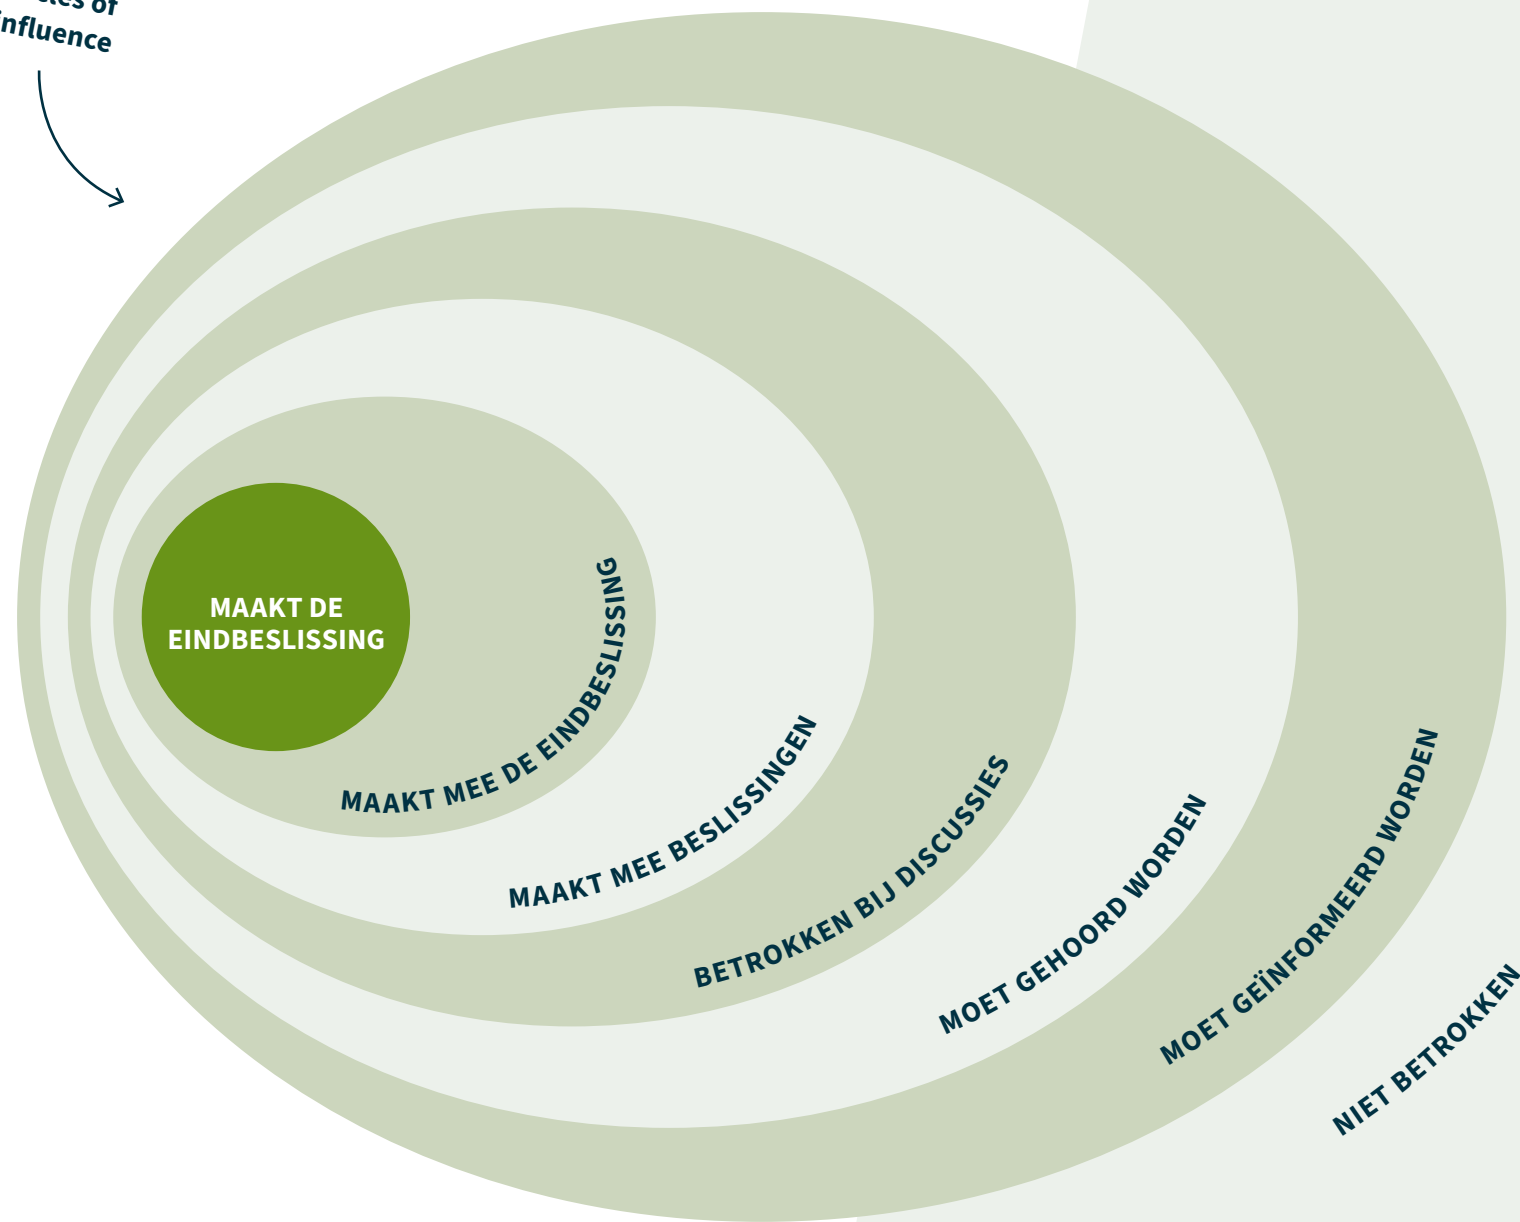 of
influence
MAAKT DE
EINDBESLISSING
MAAKT MEE DE EINDBESLISSING
MAAKT MEE BESLISSINGEN
BETROKKEN BIJ DISCUSSIES
MOET GEHOORD WORDEN
MOET GEÏNFORMEERD WORDEN
NIET BETROKKEN